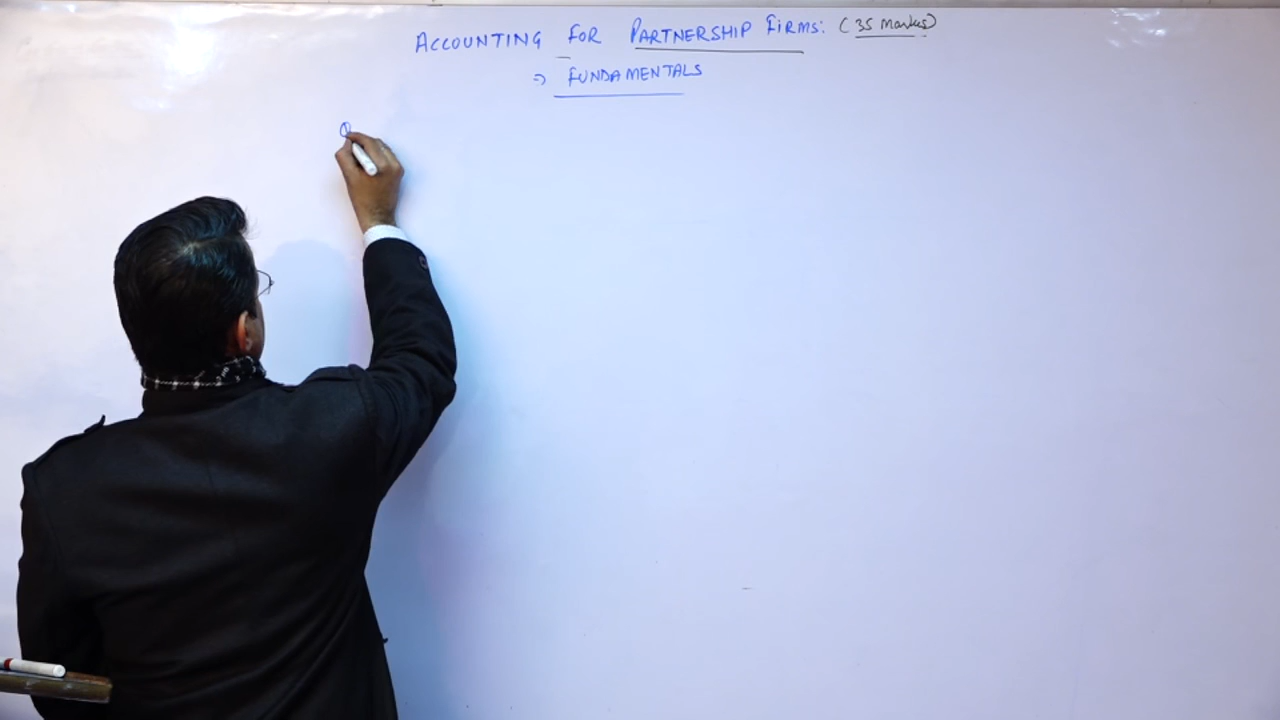 ACCOUNTING FOR PARTNERSHIP FIRMS: (35 Marks)
⇒ FUNDAMENTALS